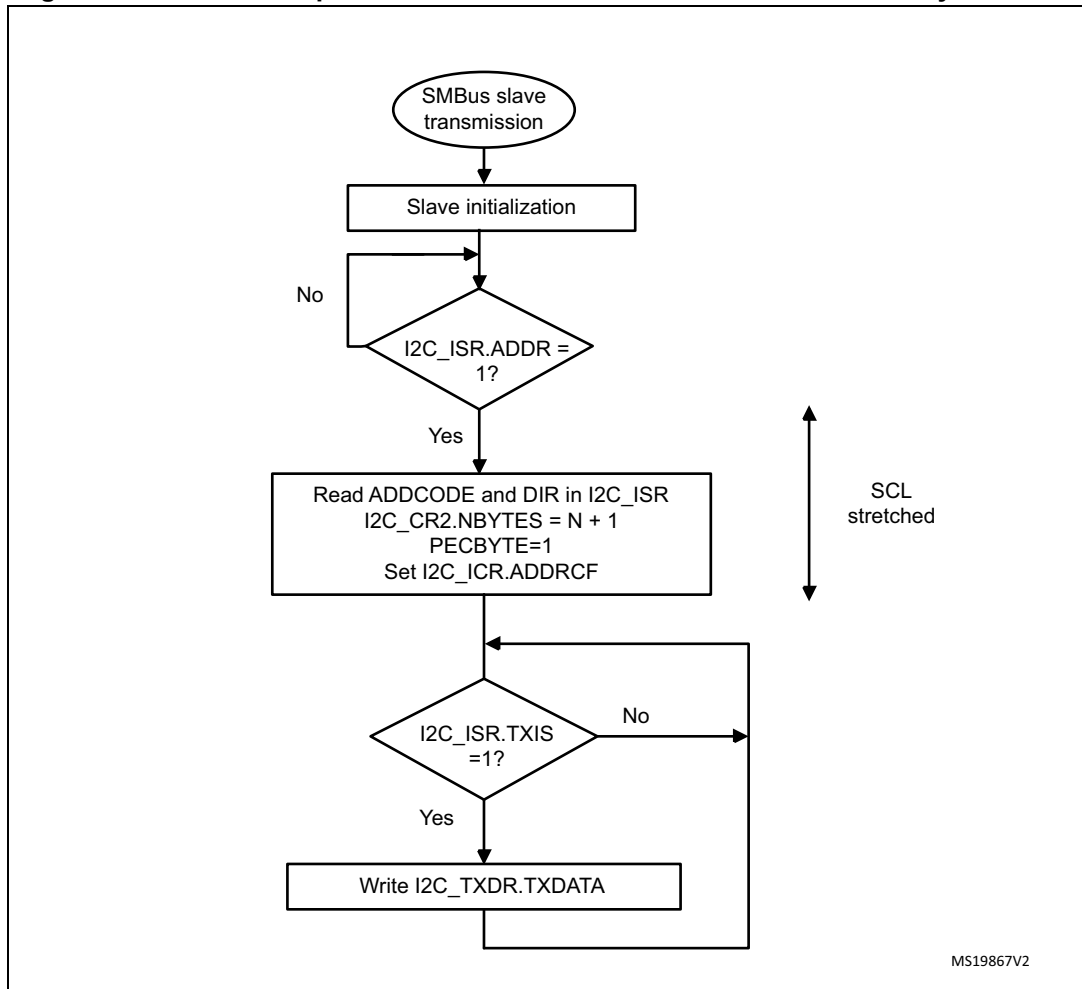 SMBus slave
transmission
Slave initialization
No
I2C_ISR.ADDR =
1?
Yes
Read ADDCODE and DIR in I2C_ISR
I2C_CR2.NBYTES = N + 1
PECBYTE=1
Set I2C_ICR.ADDRCF
SCL
stretched
I2C_ISR.TXIS
=1?
No
Yes
Write I2C_TXDR.TXDATA
MS19867V2